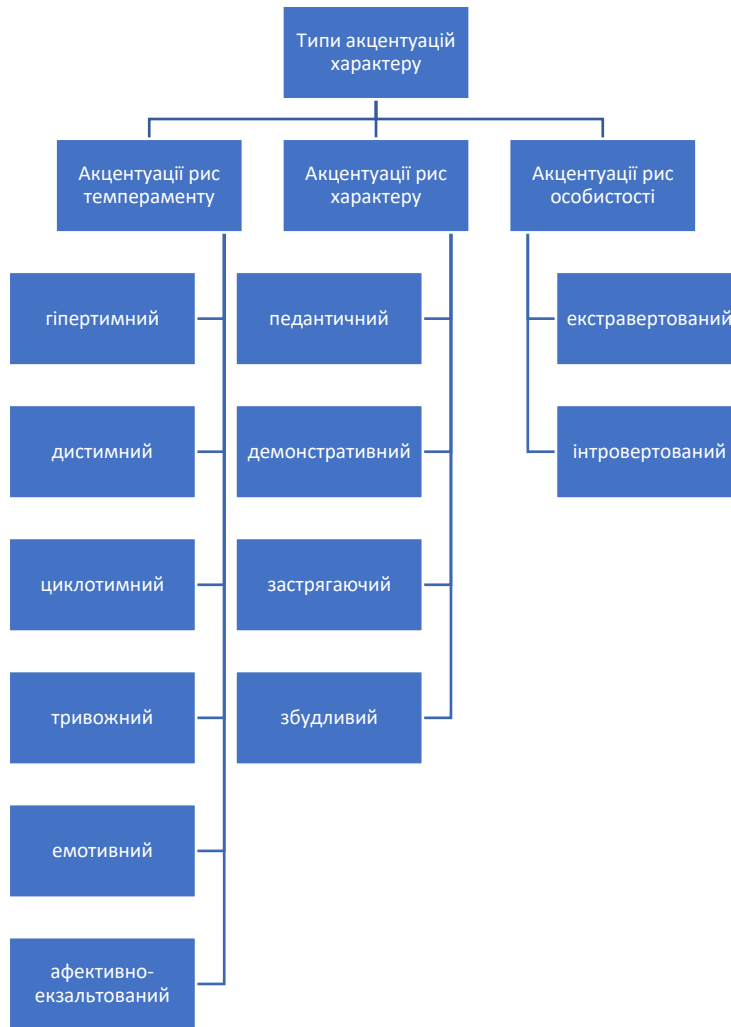 Типи акцентуацій
характеру
Акцентуації рис
темпераменту
Акцентуації рис
характеру
Акцентуації рис
особистості
гіпертимний
педантичний
екстравертований
дистимний
демонстративний
інтровертований
циклотимний
застрягаючий
тривожний
збудливий
емотивний
афективно-
екзальтований